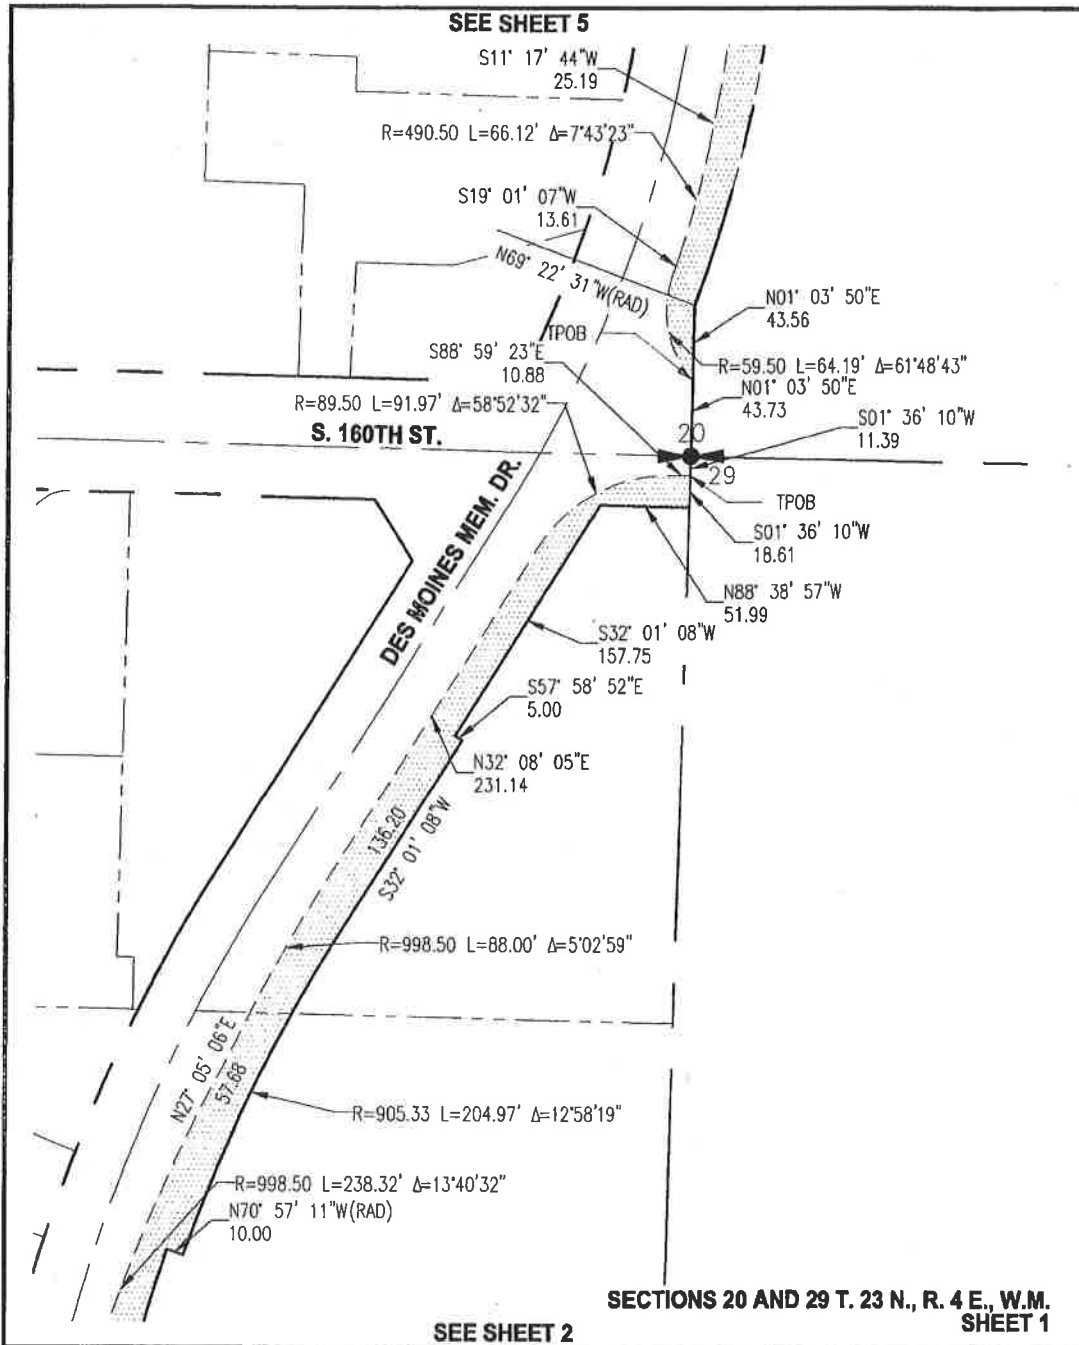 SEE SHEET 5
S11° 17' 44"W
25.19
R=490.50 L=66.12' Δ=7°43'23"
S19° 01' 07"W
13.61
N69° 22' 31"W(RAD)
N01° 03' 50"E
43.56
TPOB
S88° 59' 23"E
10.88
R=59.50 L=64.19' Δ=61°48'43"
N01° 03' 50"E
43.73
R=89.50 L=91.97' Δ=58°52'32"
S01° 36' 10"W
11.39
S. 160TH ST.
20
29
TPOB
S01° 36' 10"W
18.61
DES MOINES MEM. DR.
N88° 38' 57"W
51.99
S32° 01' 08"W
157.75
S57° 58' 52"E
5.00
N32° 08' 05"E
231.14
136.20
S32° 01' 08"W
R=998.50 L=88.00' Δ=5°02'59"
N27° 05' 06"E
57.68
R=905.33 L=204.97' Δ=12°58'19"
R=998.50 L=238.32' Δ=13°40'32"
N70° 57' 11"W(RAD)
10.00
SECTIONS 20 AND 29 T. 23 N., R. 4 E., W.M.
SHEET 1
SEE SHEET 2